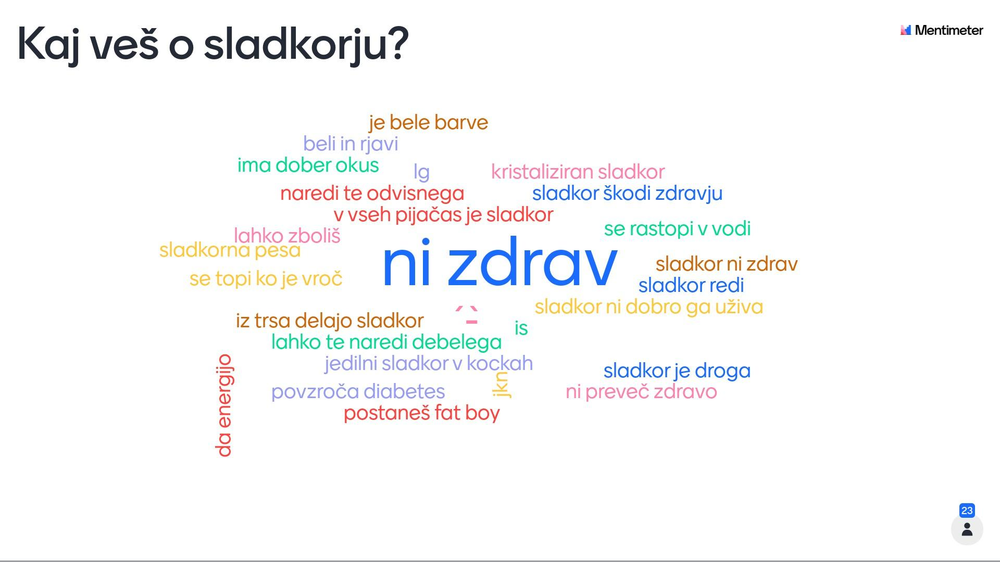 Kaj veš o sladkorju?
Mentimeter
je bele barve
beli in rjavi
ima dober okus
lg
kristaliziran sladkor
naredi te odvisnega
sladkor škodi zdravju
v vseh pijačas je sladkor
se rastopi v vodi
lahko zboliš
sladkorna pesa
ni zdrav
sladkor ni zdrav
se topi ko je vroč
sladkor redi
sladkor ni dobro ga uživa
iz trsa delajo sladkor
is
lahko te naredi debelega
jedilni sladkor v kockah
sladkor je droga
jkn
povzroča diabetes
ni preveč zdravo
da energijo
postaneš fat boy
23